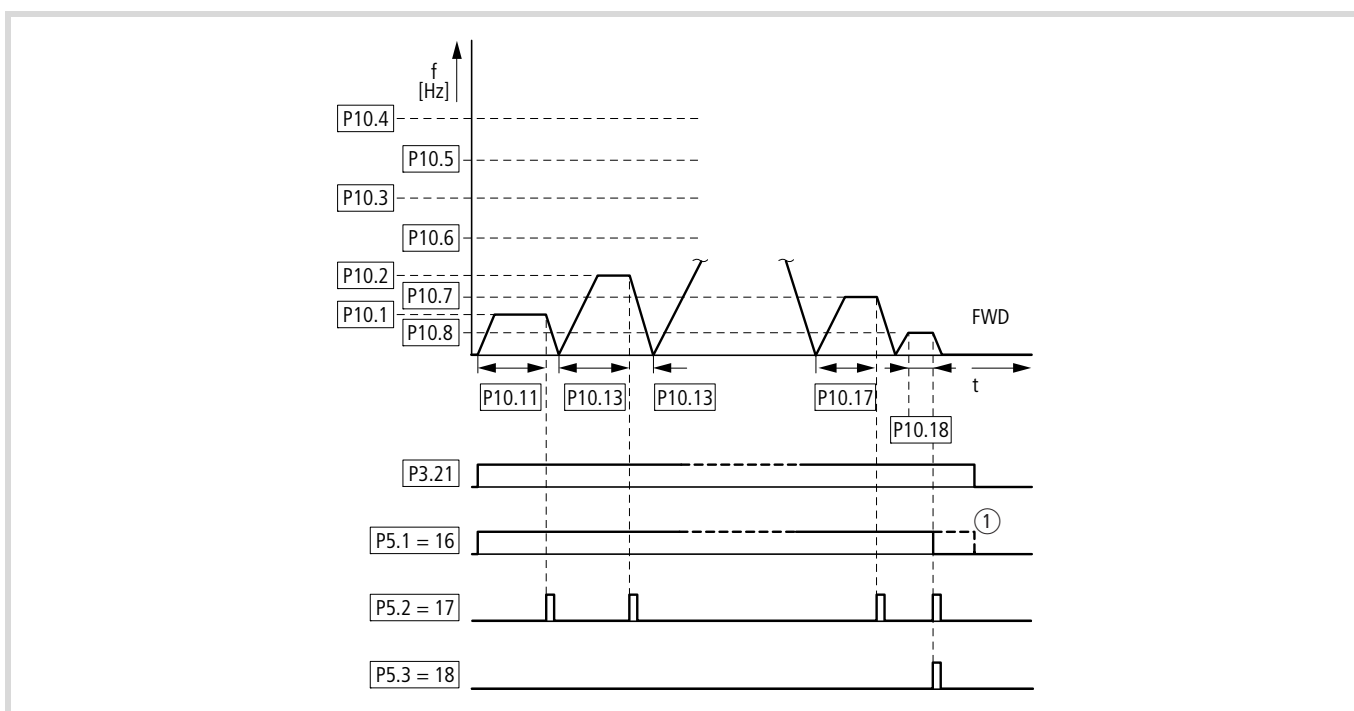 f
[Hz]
P10.4
P10.5
P10.3
P10.6
P10.2
P10.7
P10.1
P10.8
FWD
t
P10.11 P10.13 P10.13 P10.17
P10.18
P3.21
1
P5.1 = 16
P5.2 = 17
P5.3 = 18